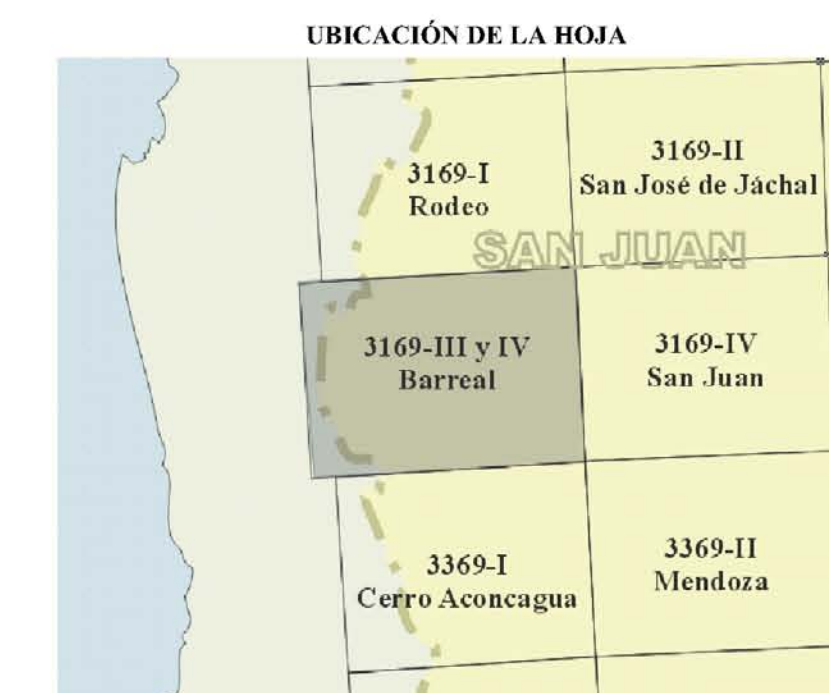 UBICACIÓN DE LA HOJA
3169-I
Rodeo
3169-II
San José de Jáchal
SAN JUAN
3169-III y IV
Barreal
3169-IV
San Juan
3369-I
Cerro Aconcagua
3369-II
Mendoza